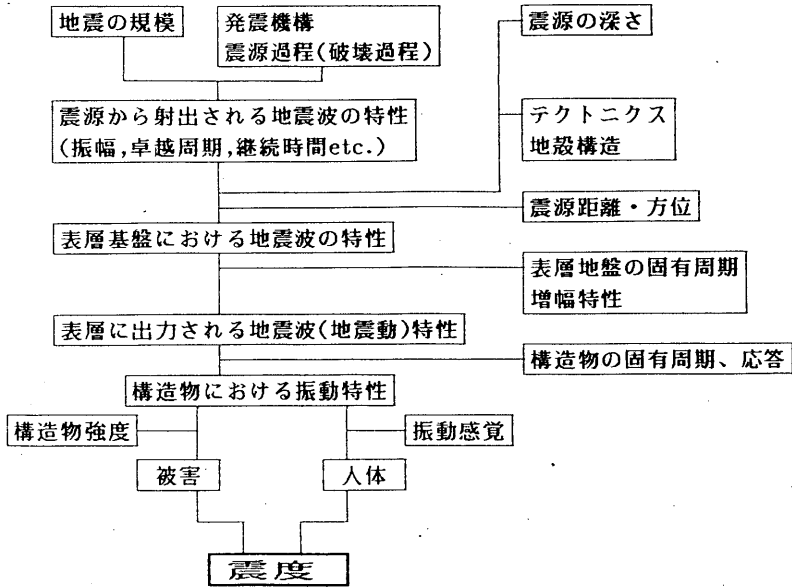 地震の規模
発震機構
震源過程(破壊過程)
震源の深さ
震源から射出される地震波の特性
(振幅,卓越周期,継続時間etc.)
テクトニクス
地殻構造
震源距離・方位
表層基盤における地震波の特性
表層地盤の固有周期
増幅特性
表層に出力される地震波(地震動)特性
構造物の固有周期、応答
構造物における振動特性
構造物強度
振動感覚
被害
人体
震度